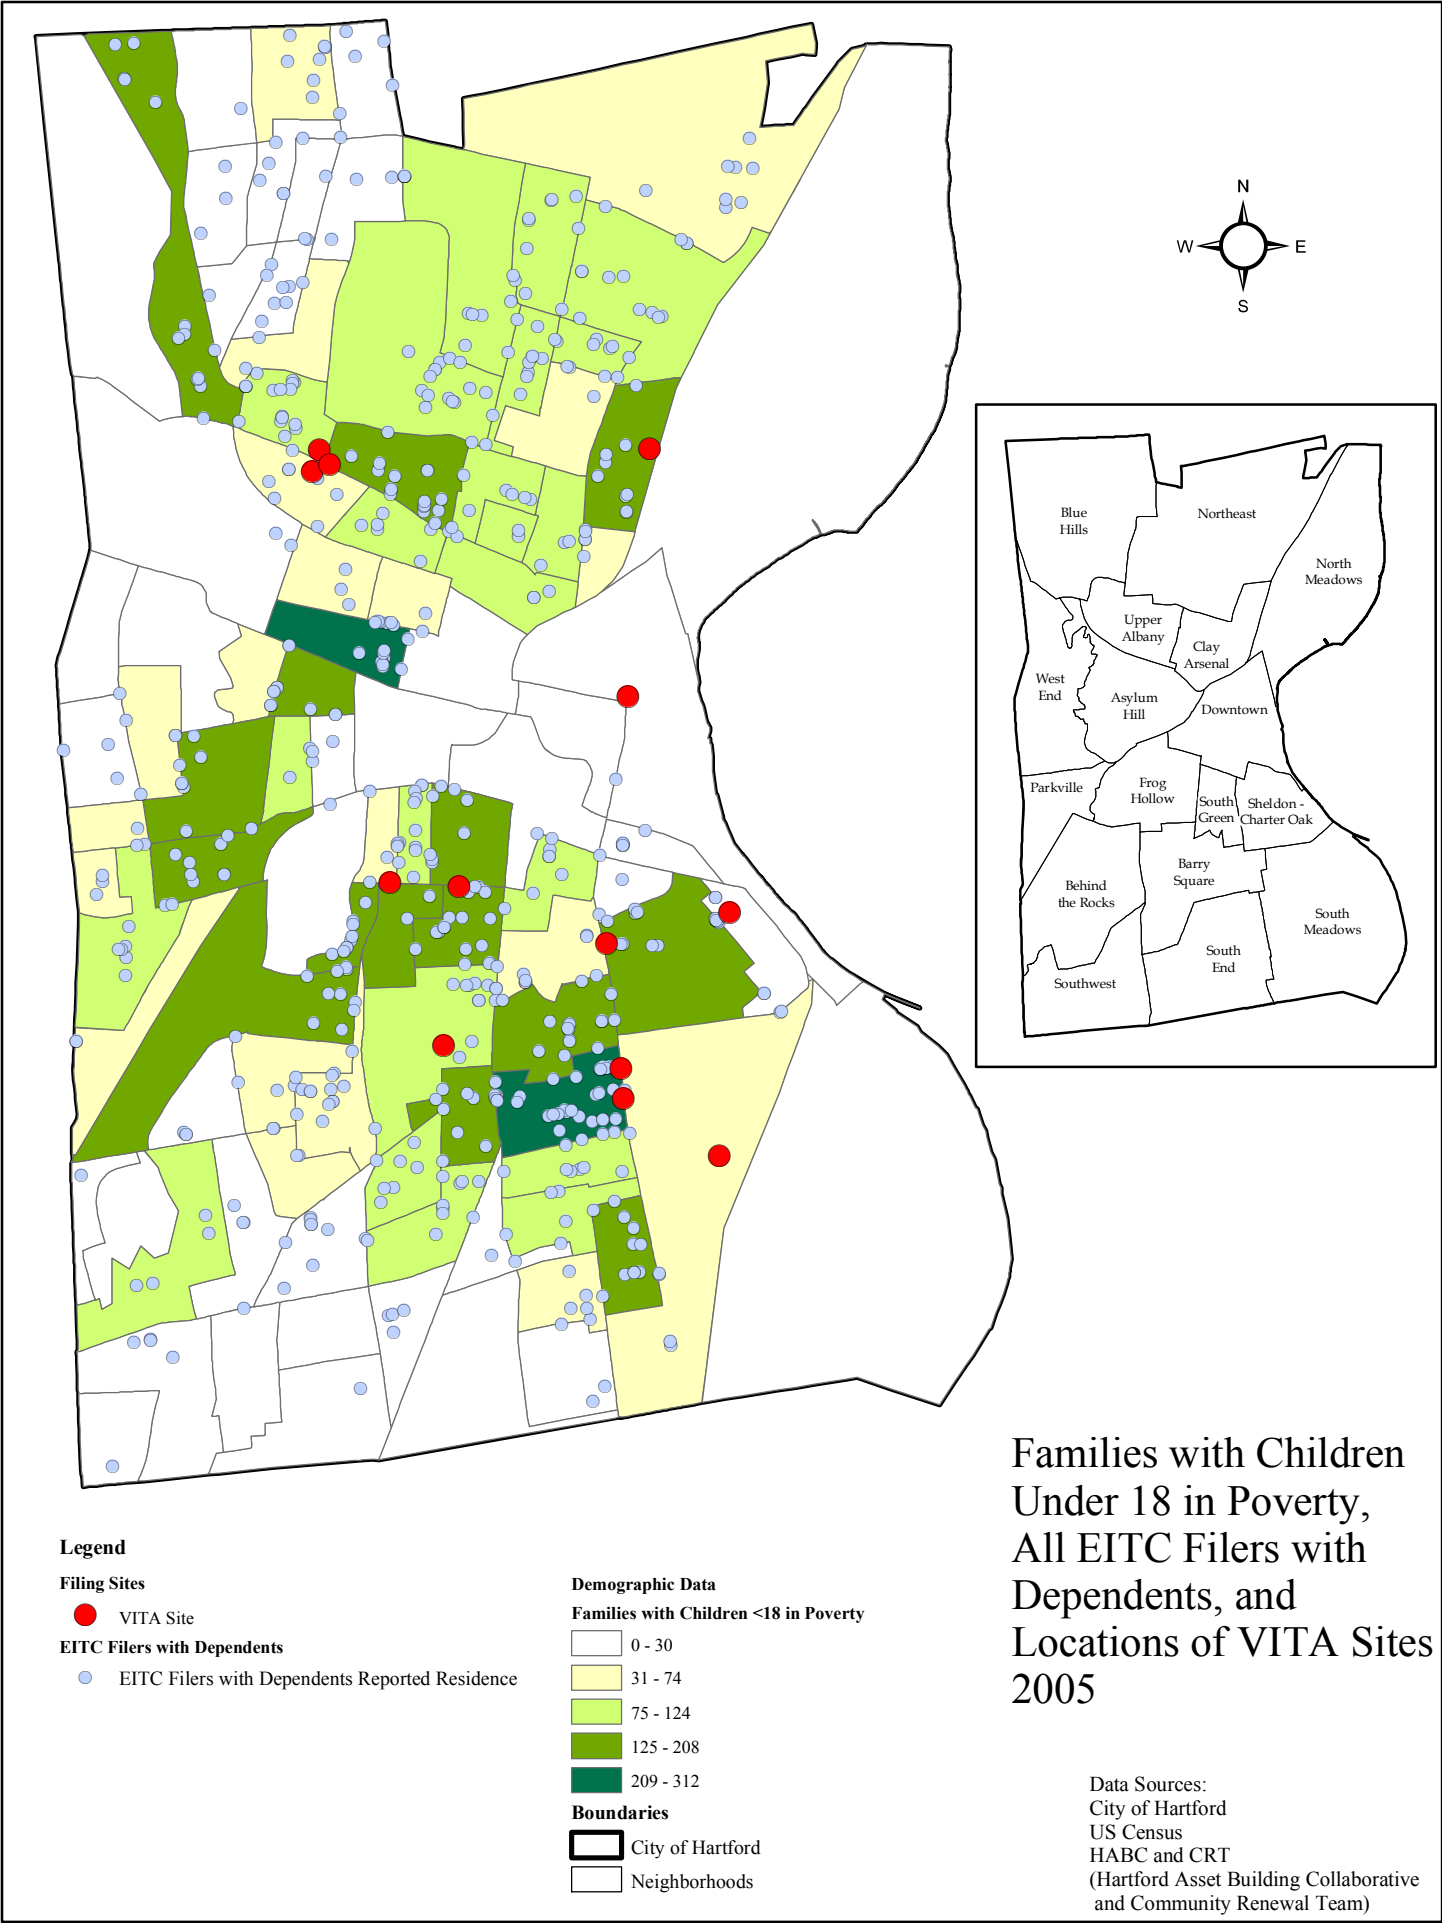 N
W
E
S
Blue
Hills
Northeast
North
Meadows
Upper
Albany
Clay
Arsenal
West
End
Asylum
Hill
Downtown
Parkville
Frog
Hollow
South
Green
Sheldon -
Charter Oak
Barry
Square
Behind
the Rocks
South
Meadows
South
End
Southwest
Families with Children
Under 18 in Poverty,
All EITC Filers with
Dependents, and
Locations of VITA Sites
2005
Legend
Filing Sites
VITA Site
EITC Filers with Dependents
EITC Filers with Dependents Reported Residence
Demographic Data
Families with Children <18 in Poverty
0 - 30
31 - 74
75 - 124
125 - 208
209 - 312
Boundaries
City of Hartford
Neighborhoods
Data Sources:
City of Hartford
US Census
HABC and CRT
(Hartford Asset Building Collaborative
and Community Renewal Team)